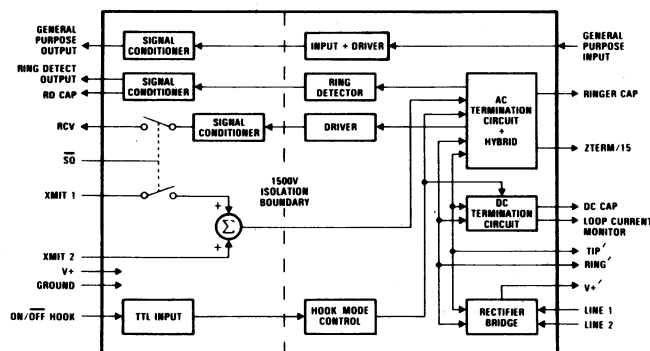 GENERAL
PURPOSE
OUTPUT
SIGNAL
CONDITIONER
INPUT + DRIVER
GENERAL
PURPOSE
INPUT
RING DETECT
OUTPUT
RD CAP
SIGNAL
CONDITIONER
RING
DETECTOR
AC
TERMINATION
CIRCUIT
+
HYBRID
RINGER CAP
ZTERM/15
RCV
SIGNAL
CONDITIONER
DRIVER
SQ
XMIT 1
1500V
ISOLATION
BOUNDARY
+
Σ
+
XMIT 2
DC
TERMINATION
CIRCUIT
DC CAP
LOOP CURRENT
MONITOR
TIP′
RING′
V+
GROUND
V+′
ON/OFF HOOK
TTL INPUT
HOOK MODE
CONTROL
RECTIFIER
BRIDGE
LINE 1
LINE 2